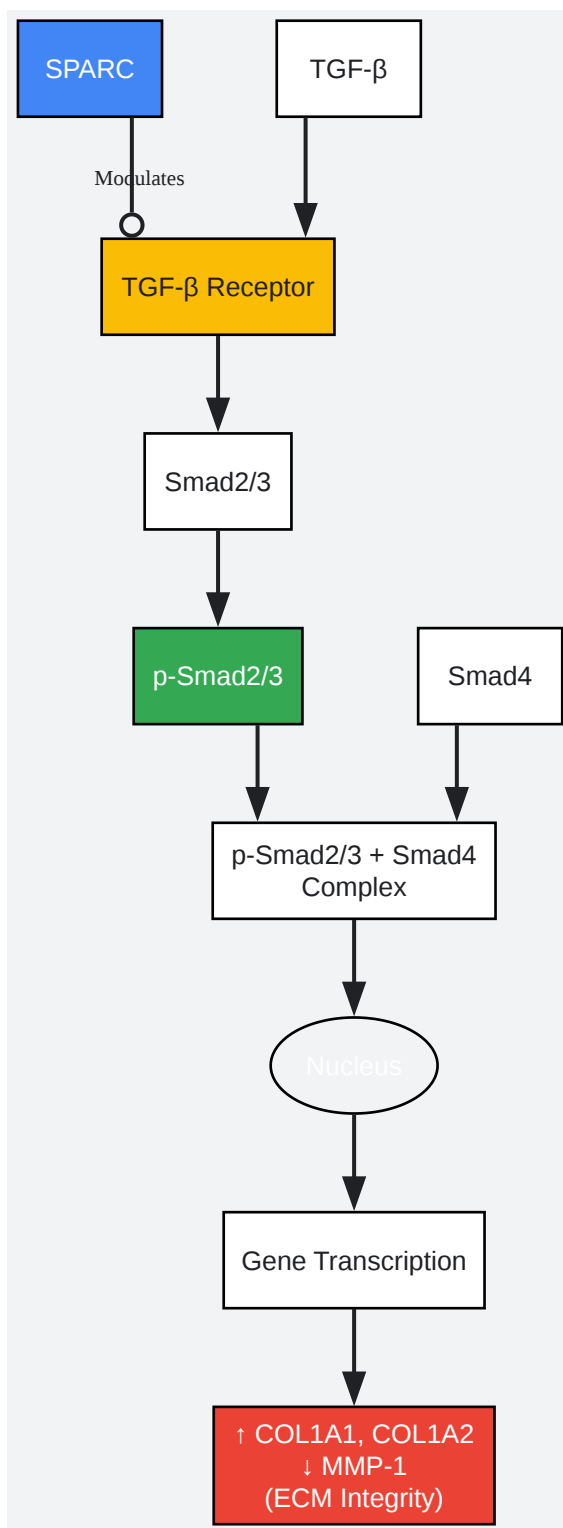 SPARC
TGF-β
Modulates
TGF-β Receptor
Smad2/3
p-Smad2/3
Smad4
p-Smad2/3 + Smad4
Complex
Nucleus
Gene Transcription
↑ COL1A1, COL1A2
↓ MMP-1
(ECM Integrity)